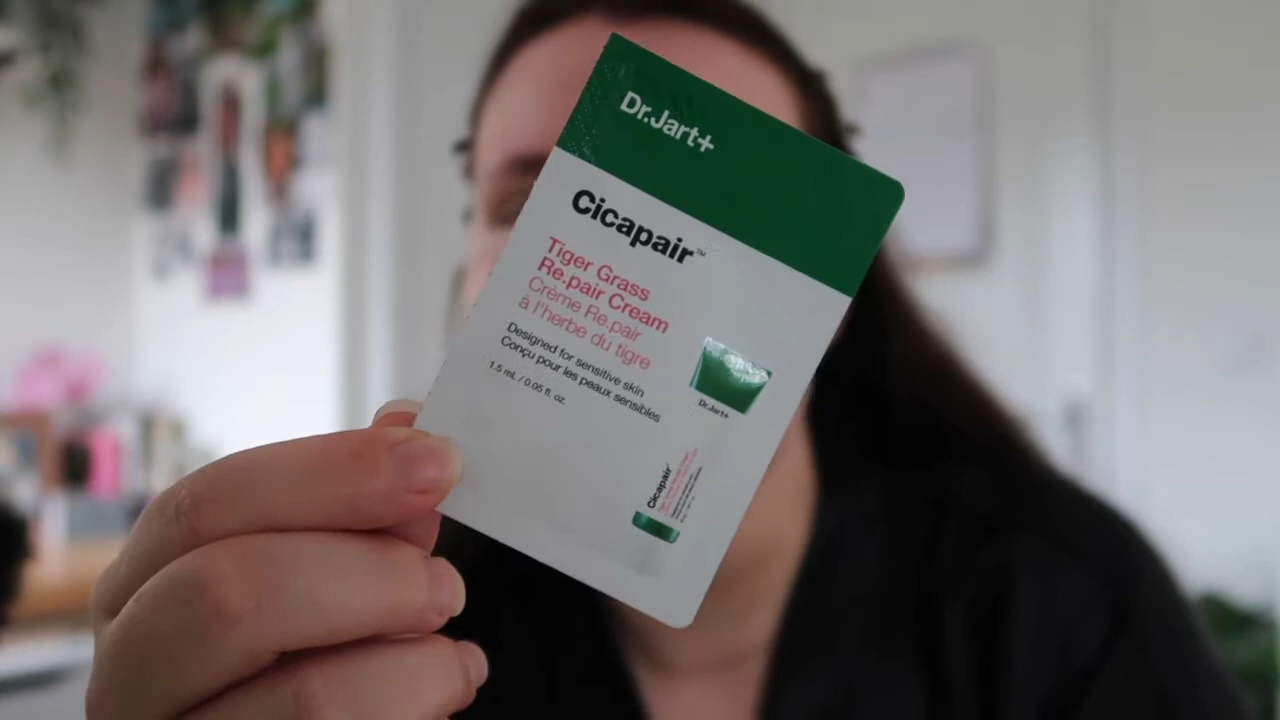 Dr.Jart+
Cicapair™
Tiger Grass
Re.pair Cream
Crème Re.pair
à l'herbe du tigre
Designed for sensitive skin
Conçu pour les peaux sensibles
1.5 mL / 0.05 fl. oz.
Dr.Jart+
Cicapair